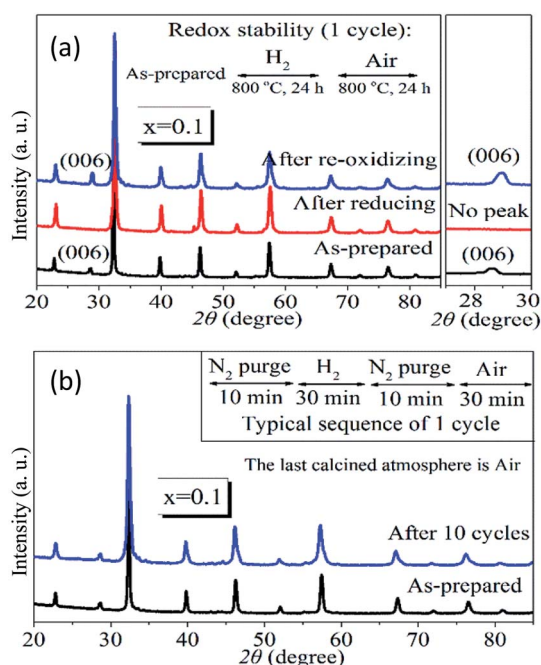 (a)
Redox stability (1 cycle):
As-prepared
H₂
800 °C, 24 h
Air
800 °C, 24 h
x=0.1
(006)
After re-oxidizing
After reducing
(006)
As-prepared
Intensity (a. u.)
20 30 40 50 60 70 80
2θ (degree)
(006)
No peak
(006)
28 29 30
2θ (degree)
(b)
N₂ purge H₂ N₂ purge Air
10 min 30 min 10 min 30 min
Typical sequence of 1 cycle
The last calcined atmosphere is Air
x=0.1
After 10 cycles
As-prepared
Intensity (a. u.)
20 30 40 50 60 70 80
2θ (degree)